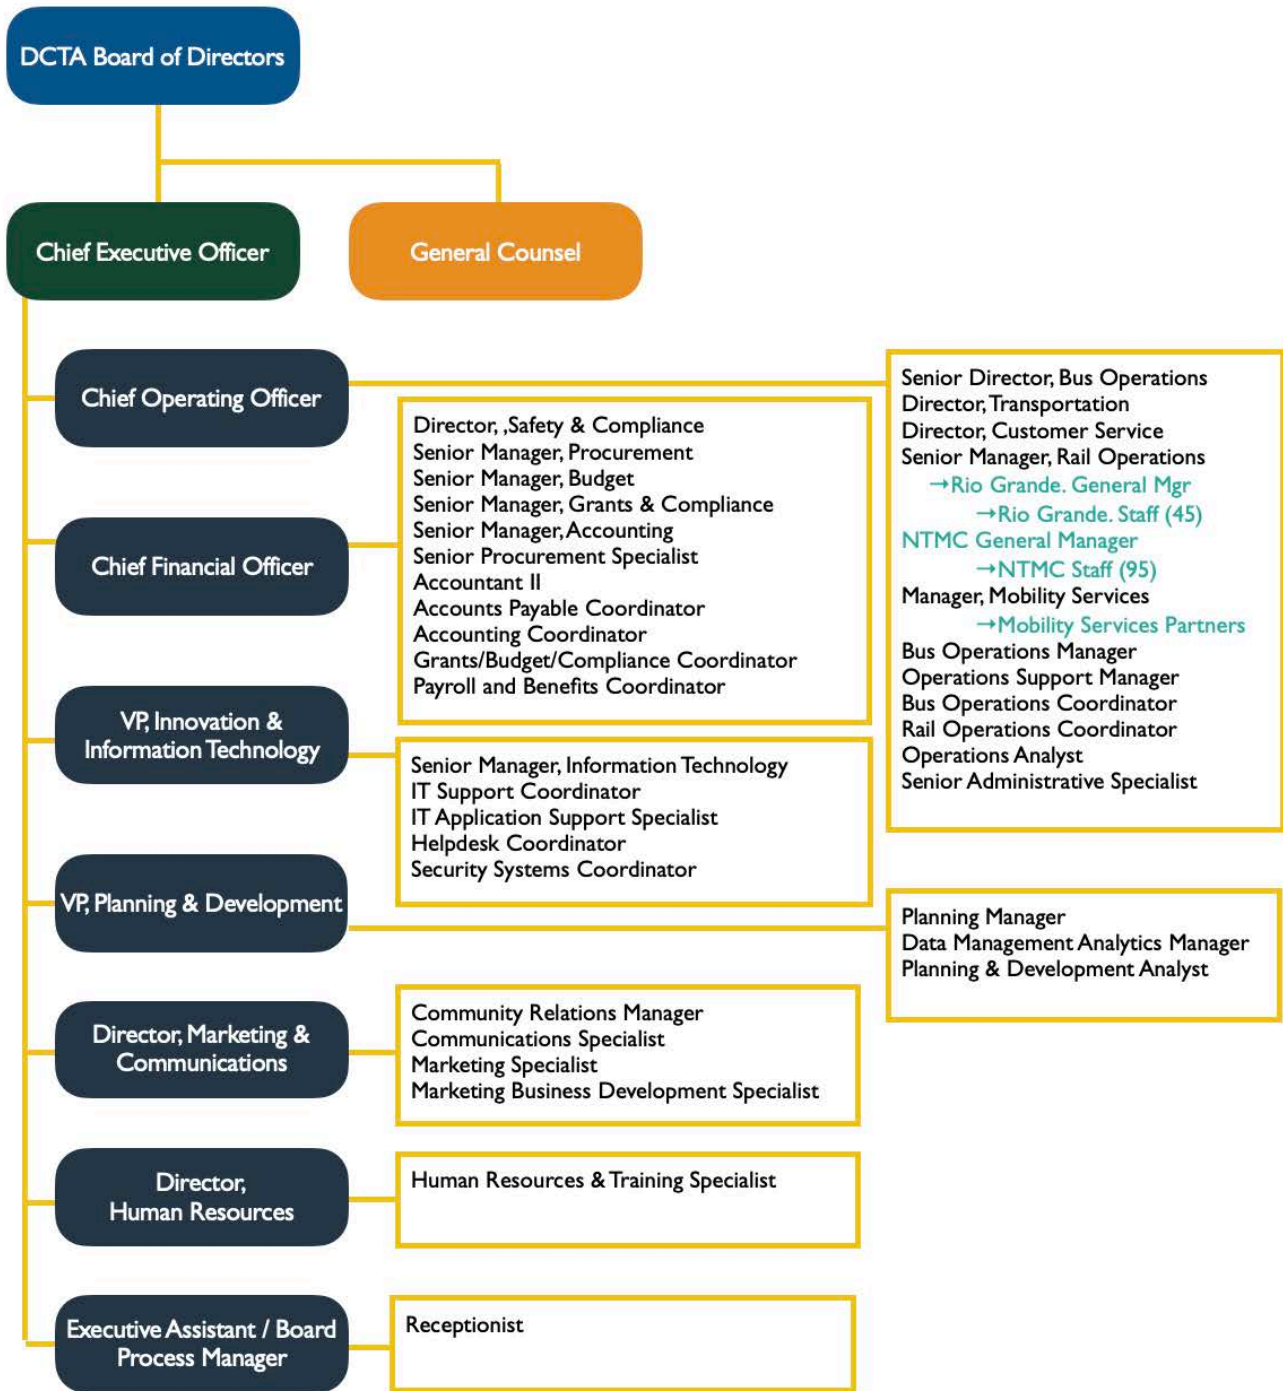 DCTA Board of Directors
Chief Executive Officer
General Counsel
Chief Operating Officer
Senior Director, Bus Operations
Director, Transportation
Director, Customer Service
Senior Manager, Rail Operations
→Rio Grande. General Mgr
→Rio Grande. Staff (45)
NTMC General Manager
→NTMC Staff (95)
Manager, Mobility Services
→Mobility Services Partners
Bus Operations Manager
Operations Support Manager
Bus Operations Coordinator
Rail Operations Coordinator
Operations Analyst
Senior Administrative Specialist
Chief Financial Officer
Director, ,Safety & Compliance
Senior Manager, Procurement
Senior Manager, Budget
Senior Manager, Grants & Compliance
Senior Manager, Accounting
Senior Procurement Specialist
Accountant II
Accounts Payable Coordinator
Accounting Coordinator
Grants/Budget/Compliance Coordinator
Payroll and Benefits Coordinator
VP, Innovation &
Information Technology
Senior Manager, Information Technology
IT Support Coordinator
IT Application Support Specialist
Helpdesk Coordinator
Security Systems Coordinator
VP, Planning & Development
Planning Manager
Data Management Analytics Manager
Planning & Development Analyst
Director, Marketing &
Communications
Community Relations Manager
Communications Specialist
Marketing Specialist
Marketing Business Development Specialist
Director,
Human Resources
Human Resources & Training Specialist
Executive Assistant / Board
Process Manager
Receptionist